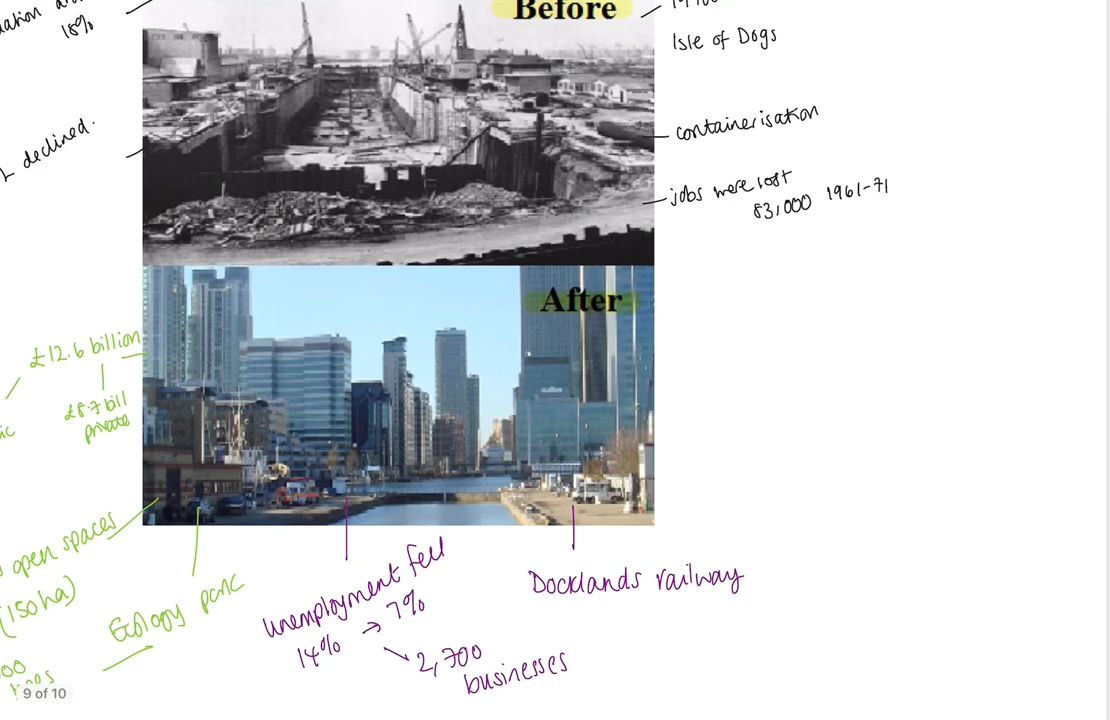 18%
Before
Isle of Dogs
containerisation
declined.
jobs were lost
83,000 1961-71
After
£12.6 billion
£8.7 bill
private
open spaces
(150ha)
Ecology parc
unemployment fell
14% → 7%
2,700
businesses
Docklands railway
9 of 10